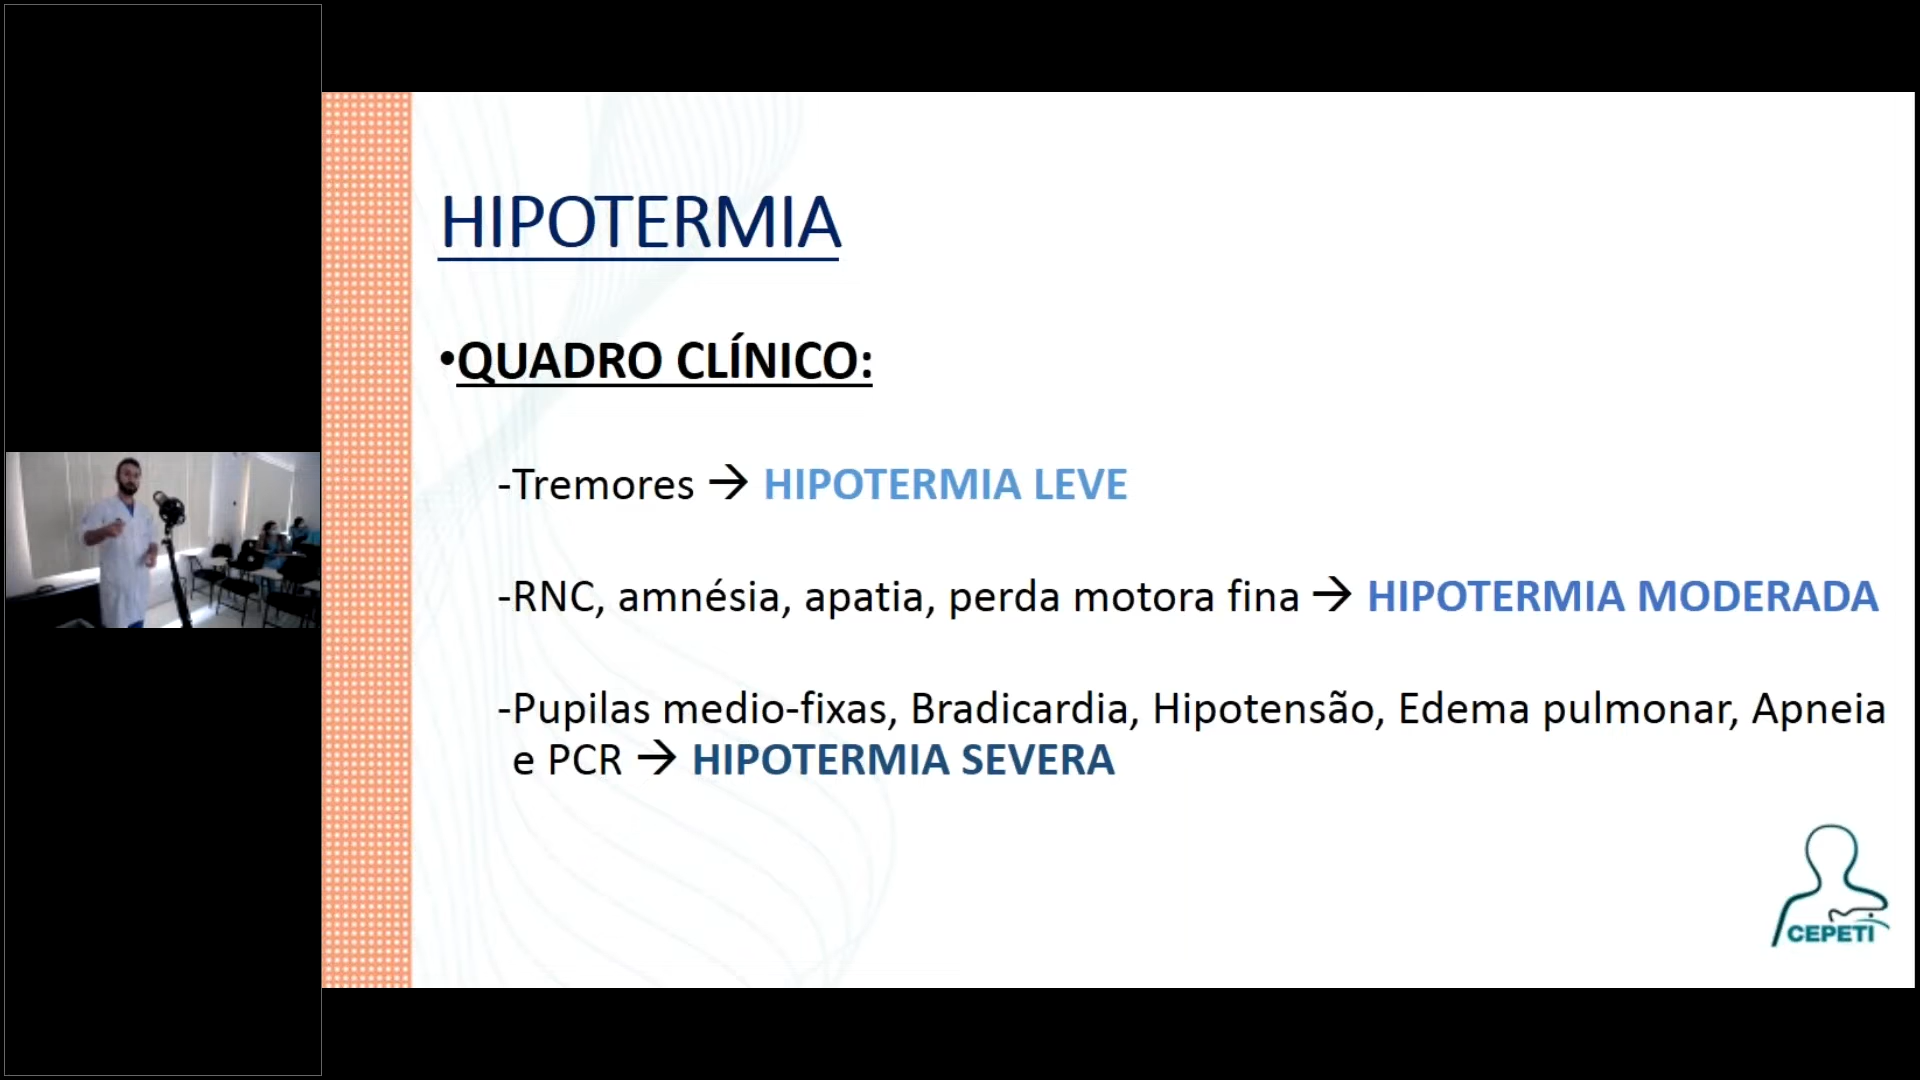 HIPOTERMIA
•QUADRO CLÍNICO:
-Tremores → HIPOTERMIA LEVE
-RNC, amnésia, apatia, perda motora fina → HIPOTERMIA MODERADA
-Pupilas medio-fixas, Bradicardia, Hipotensão, Edema pulmonar, Apneia
e PCR → HIPOTERMIA SEVERA
CEPETI